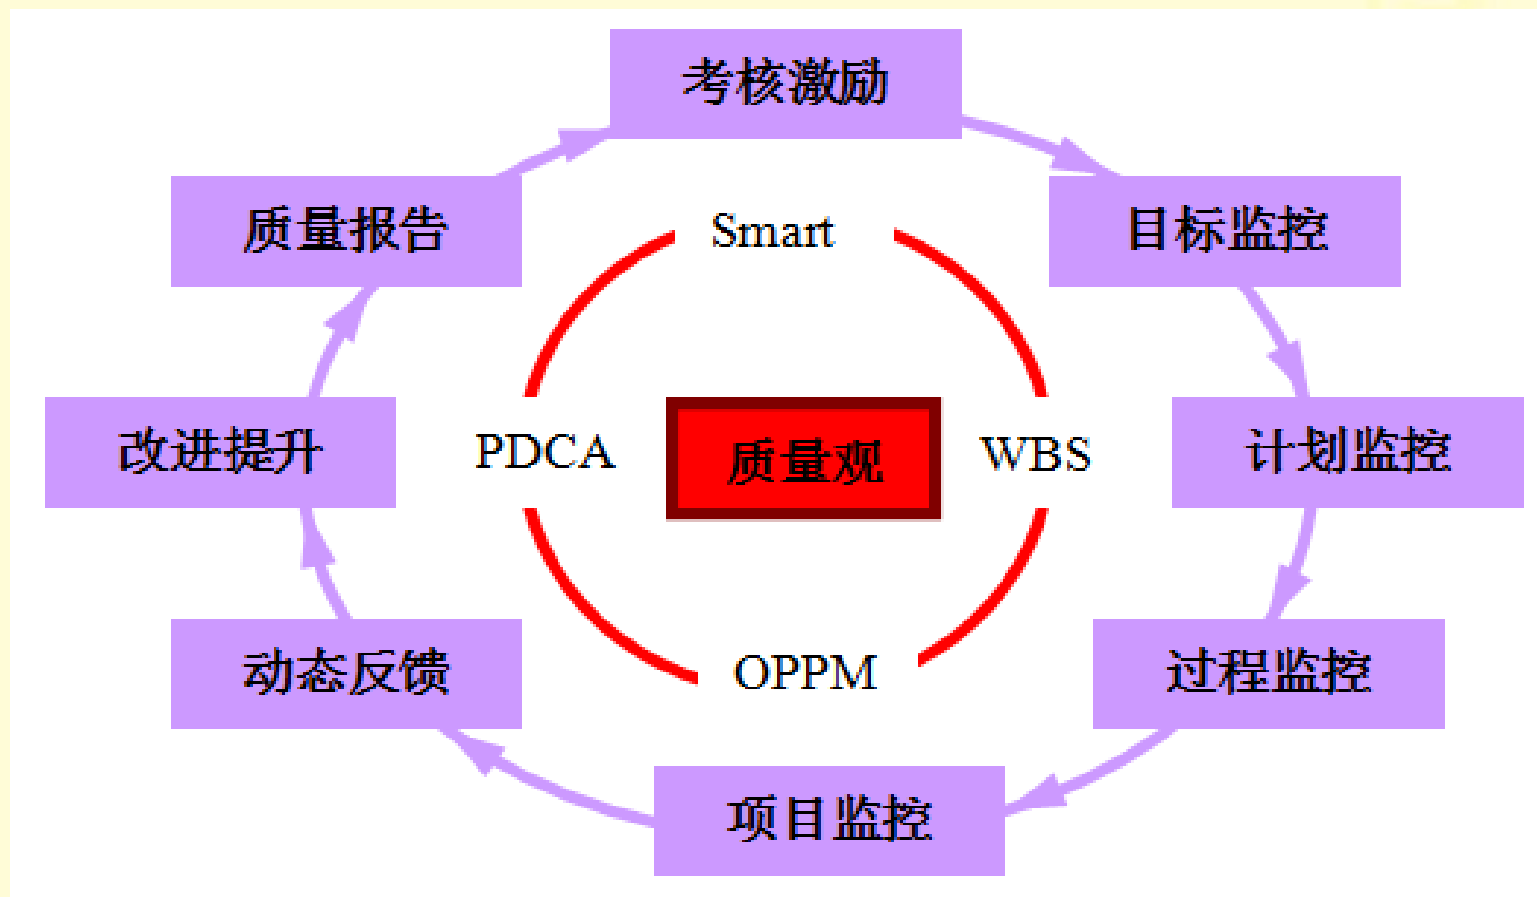 考核激励
质量报告
Smart
目标监控
改进提升
PDCA
质量观
WBS
计划监控
动态反馈
OPPM
过程监控
项目监控